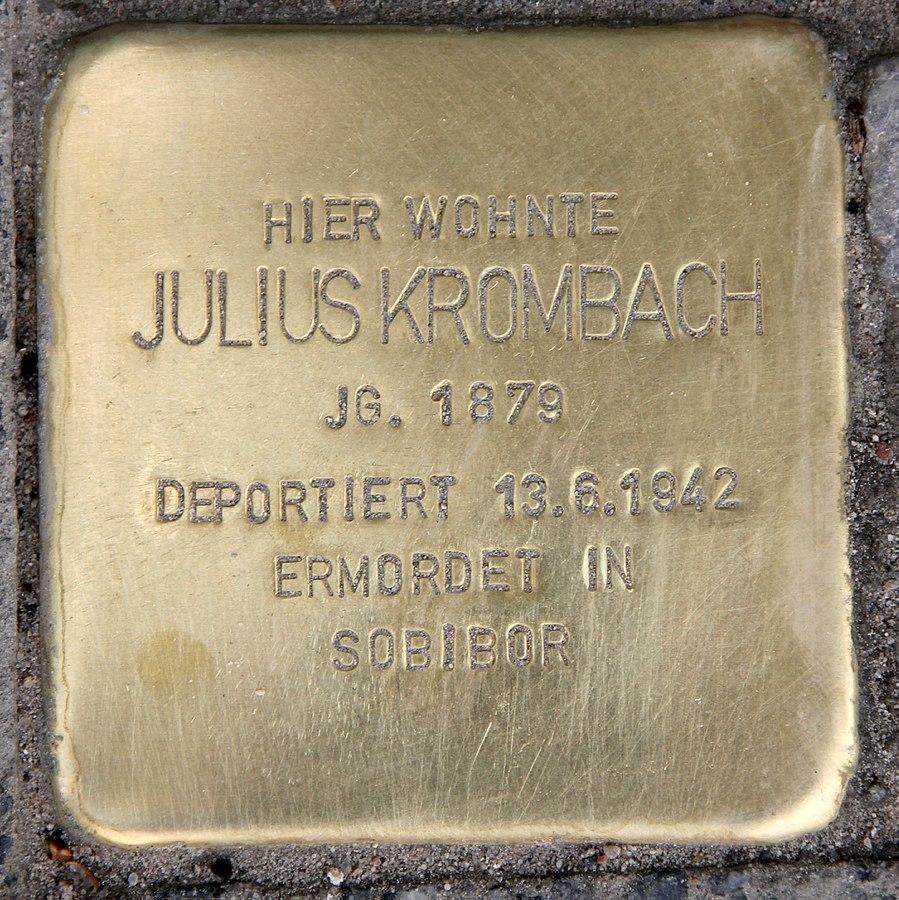 HIER WOHNTE
JULIUS KROMBACH
JG. 1879
DEPORTIERT 13.6.1942
ERMORDET IN
SOBIBOR